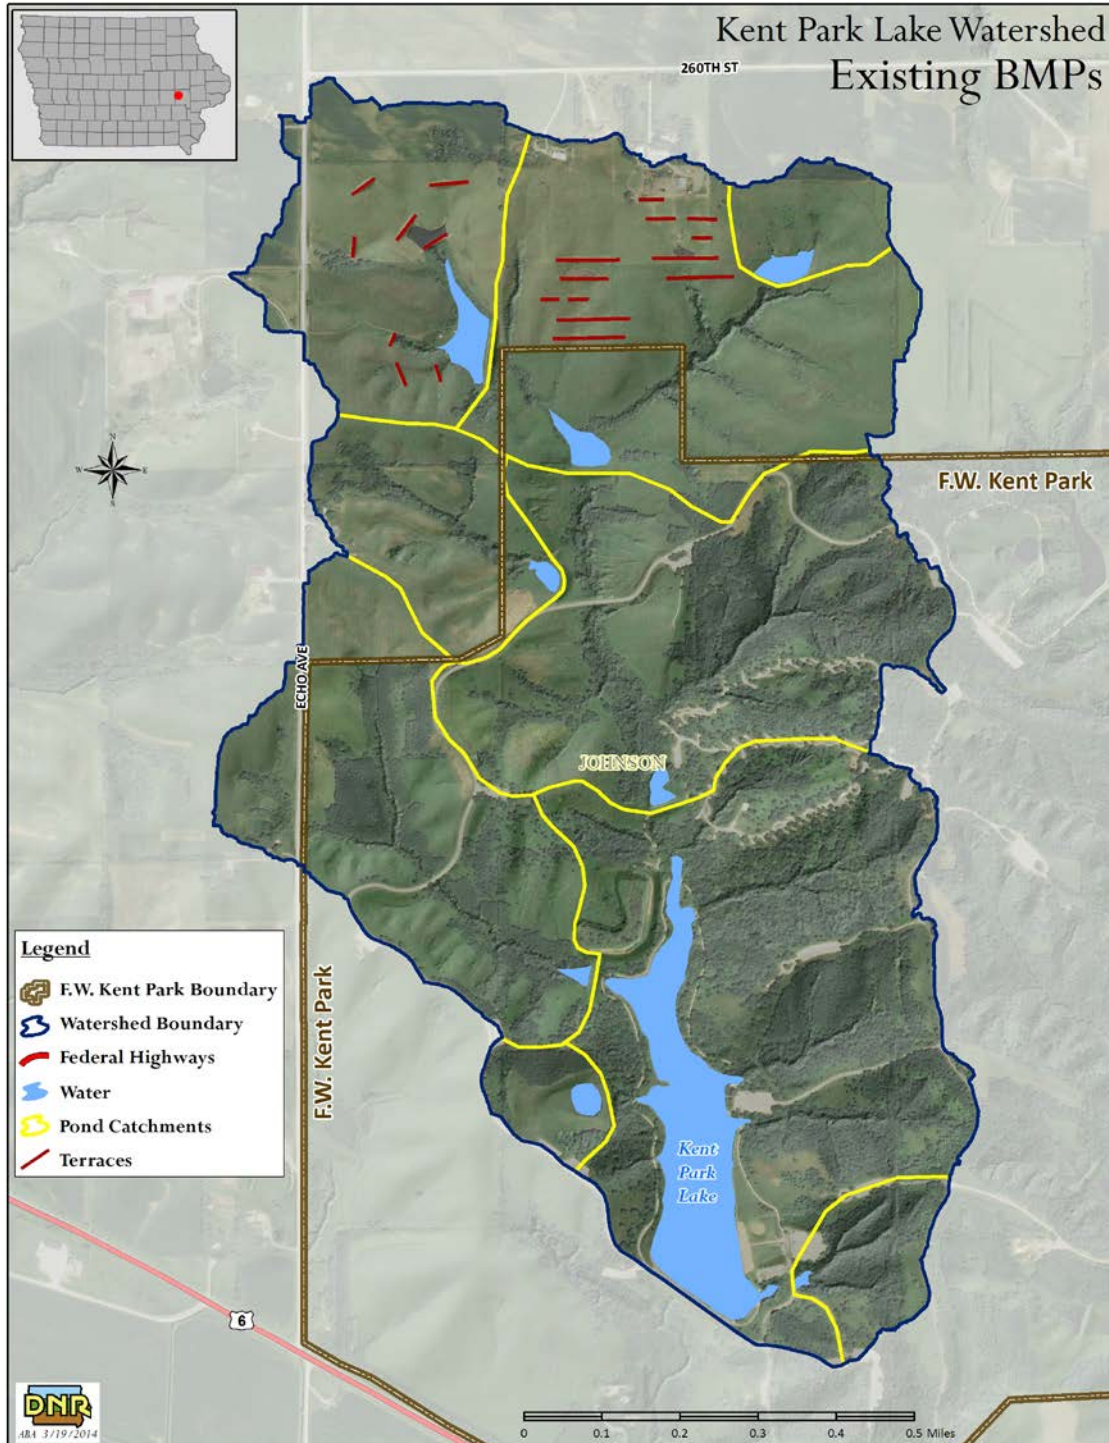 Kent Park Lake Watershed
Existing BMPs
260TH ST
N
W E
N
F.W. Kent Park
ECHO AVE
JOHNSON
Legend
F.W. Kent Park Boundary
Watershed Boundary
Federal Highways
Water
Pond Catchments
Terraces
F.W. Kent Park
Kent
Park
Lake
6
DNR
ABA 3/19/2014
0 0.1 0.2 0.3 0.4 0.5 Miles